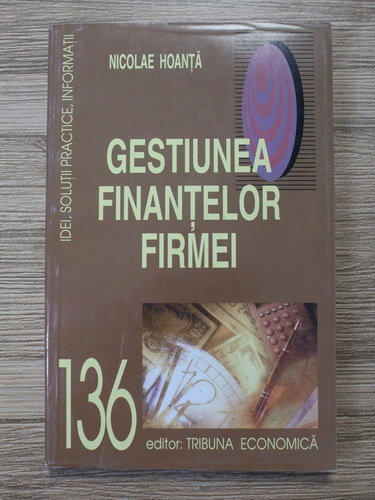 NICOLAE HOANȚĂ
IDEI, SOLUȚII PRACTICE, INFORMAȚII
GESTIUNEA
FINANȚELOR
FIRMEI
136
editor: TRIBUNA ECONOMICĂ